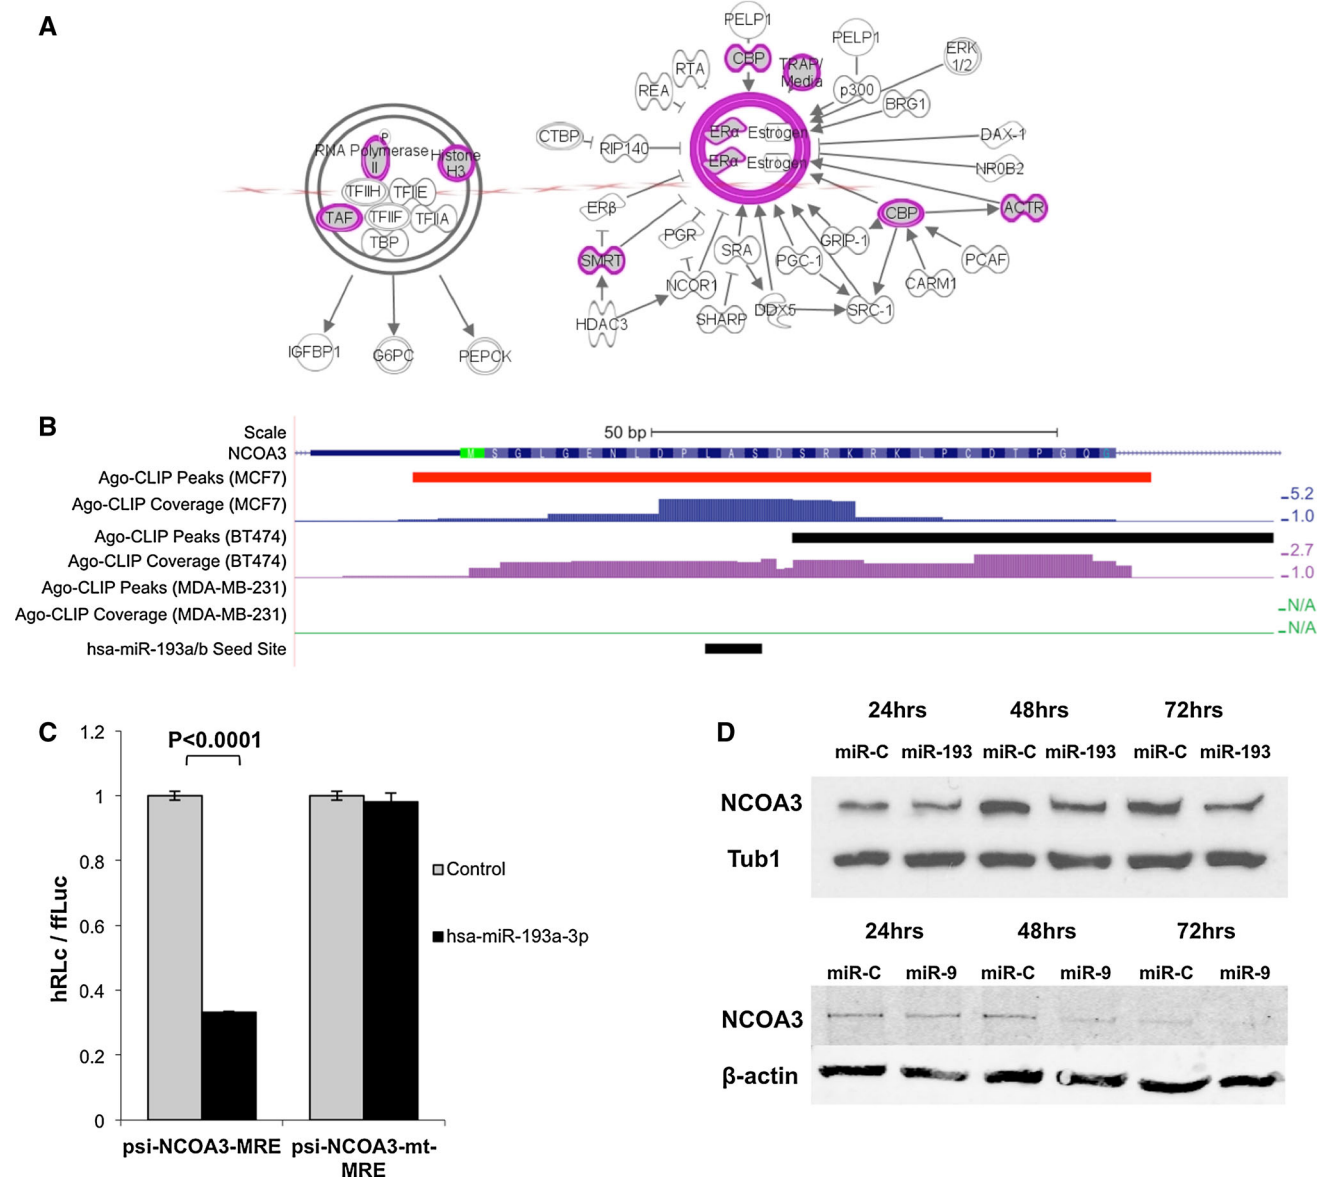 A
PELP1
PELP1
ERK
1/2
CBP
TRAP/
Media
RTA
REA
p300
BRG1
CTBP
RIP140
ERα
Estrogen
ERα
Estrogen
DAX-1
NR0B2
P
RNA Polymerase
II
Histone
H3
TFIIH
TFIIE
TAF
TFIIF
TFIIA
TBP
IGFBP1
G6PC
PEPCK
ERβ
PGR
SMRT
SRA
PGC-1
GRIP-1
CBP
ACTR
PCAF
CARM1
NCOR1
HDAC3
SHARP
DDX5
SRC-1
B
Scale
50 bp
NCOA3
M S G L G E N L D P L A S D S R K R K L P C D T P G Q G
Ago-CLIP Peaks (MCF7)
Ago-CLIP Coverage (MCF7)
5.2
1.0
Ago-CLIP Peaks (BT474)
Ago-CLIP Coverage (BT474)
2.7
1.0
Ago-CLIP Peaks (MDA-MB-231)
Ago-CLIP Coverage (MDA-MB-231)
N/A
N/A
hsa-miR-193a/b Seed Site
C
P<0.0001
hRLc / ffLuc
1.2
1
0.8
0.6
0.4
0.2
0
psi-NCOA3-MRE
psi-NCOA3-mt-
MRE
Control
hsa-miR-193a-3p
D
24hrs 48hrs 72hrs
miR-C miR-193 miR-C miR-193 miR-C miR-193
NCOA3
Tub1
24hrs 48hrs 72hrs
miR-C miR-9 miR-C miR-9 miR-C miR-9
NCOA3
β-actin